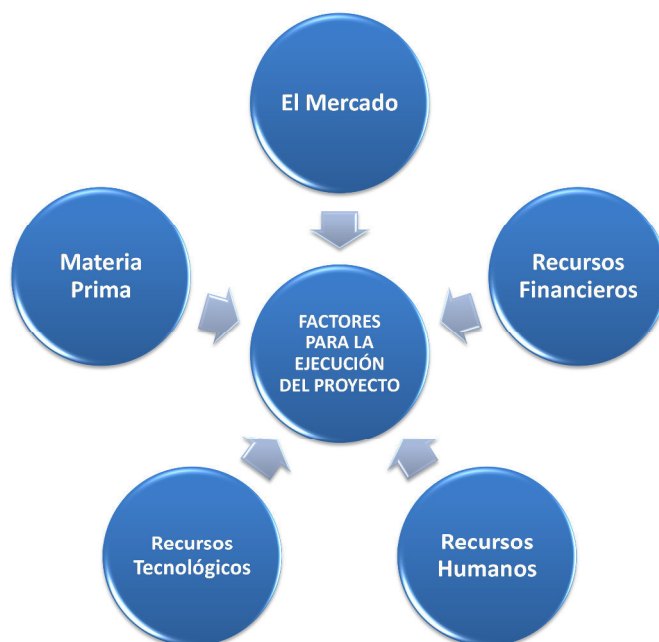 El Mercado
Materia
Prima
Recursos
Financieros
FACTORES
PARA LA
EJECUCIÓN
DEL PROYECTO
Recursos
Tecnológicos
Recursos
Humanos